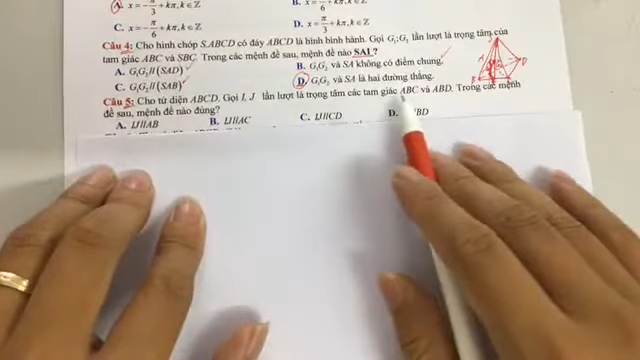 A. x = -π/3 + kπ, k ∈ ℤ
B. x = π/6 + kπ, k ∈ ℤ
C. x = -π/6 + kπ, k ∈ ℤ
D. x = π/3 + kπ, k ∈ ℤ
Câu 4: Cho hình chóp S.ABCD có đáy ABCD là hình bình hành. Gọi G₁; G₂ lần lượt là trọng tâm của
tam giác ABC và SBC. Trong các mệnh đề sau, mệnh đề nào SAI ?
A. G₁G₂ // (SAD)
B. G₁G₂ và SA không có điểm chung.
C. G₁G₂ // (SAB)
D. G₁G₂ và SA là hai đường thẳng.
Câu 5: Cho tứ diện ABCD. Gọi I, J lần lượt là trọng tâm các tam giác ABC và ABD. Trong các mệnh
đề sau, mệnh đề nào đúng?
A. IJ//AB
B. IJ//AC
C. IJ//CD
D. BD